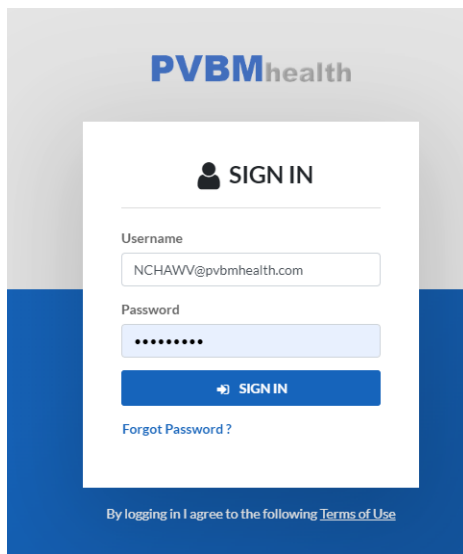 PVBMhealth
SIGN IN
Username
NCHAWV@pvbmhealth.com
Password
•••••••••
SIGN IN
Forgot Password ?
By logging in I agree to the following Terms of Use